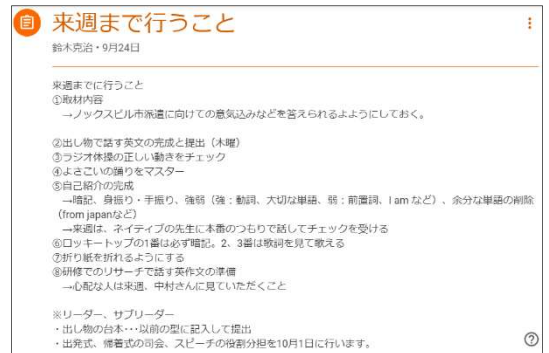 来週まで行うこと
鈴木克治・9月24日
来週までに行うこと
①取材内容
→ノックスビル市派遣に向けての意気込みなどを答えられるよようにしておく。
②出し物で話す英文の完成と提出（木曜）
③ラジオ体操の正しい動きをチェック
④よさこいの踊りをマスター
⑤自己紹介の完成
→暗記、身振り・手振り、強弱（強：動詞、大切な単語、弱：前置詞、I am など）、余分な単語の削除
（from japanなど）
→来週は、ネイティブの先生に本番のつもりで話してチェックを受ける
⑥ロッキートップの1番は必ず暗記。2、3番は歌詞を見て歌える
⑦折り紙を折れるようにする
⑧研修でのリサーチで話す英作文の準備
→心配な人は来週、中村さんに見ていただくこと
※リーダー、サブリーダー
・出し物の台本・・・以前の型に記入して提出
・出発式、帰着式の司会、スピーチの役割分担を10月1日に行います。